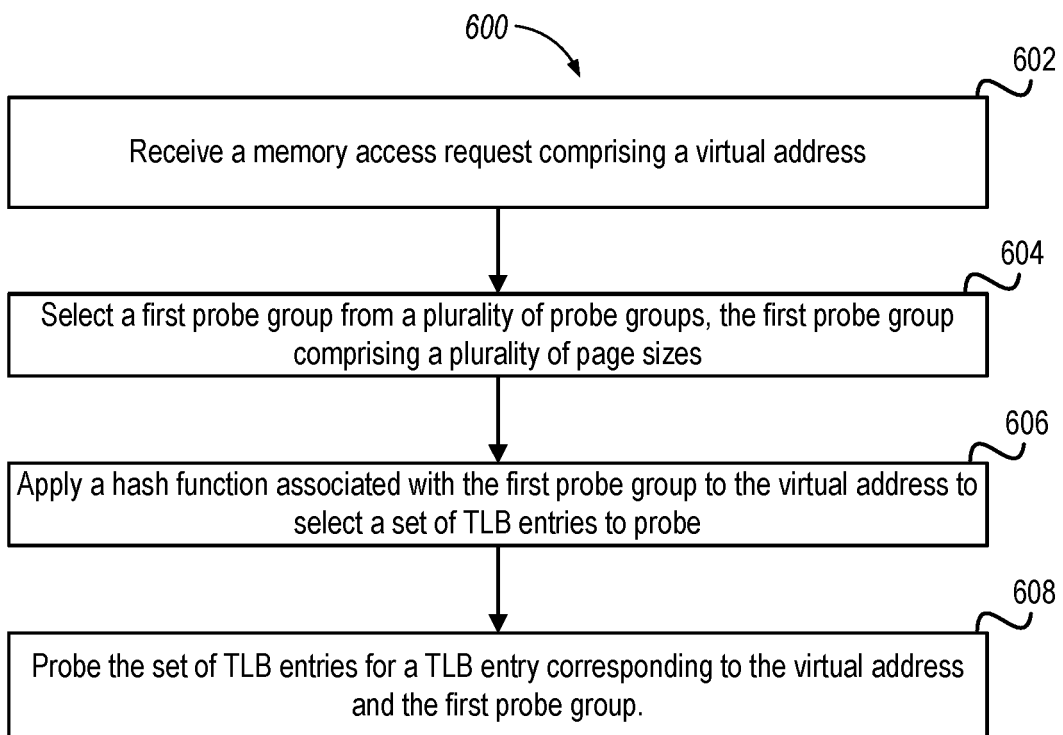 600
602
Receive a memory access request comprising a virtual address
604
Select a first probe group from a plurality of probe groups, the first probe group
comprising a plurality of page sizes
606
Apply a hash function associated with the first probe group to the virtual address to
select a set of TLB entries to probe
608
Probe the set of TLB entries for a TLB entry corresponding to the virtual address
and the first probe group.